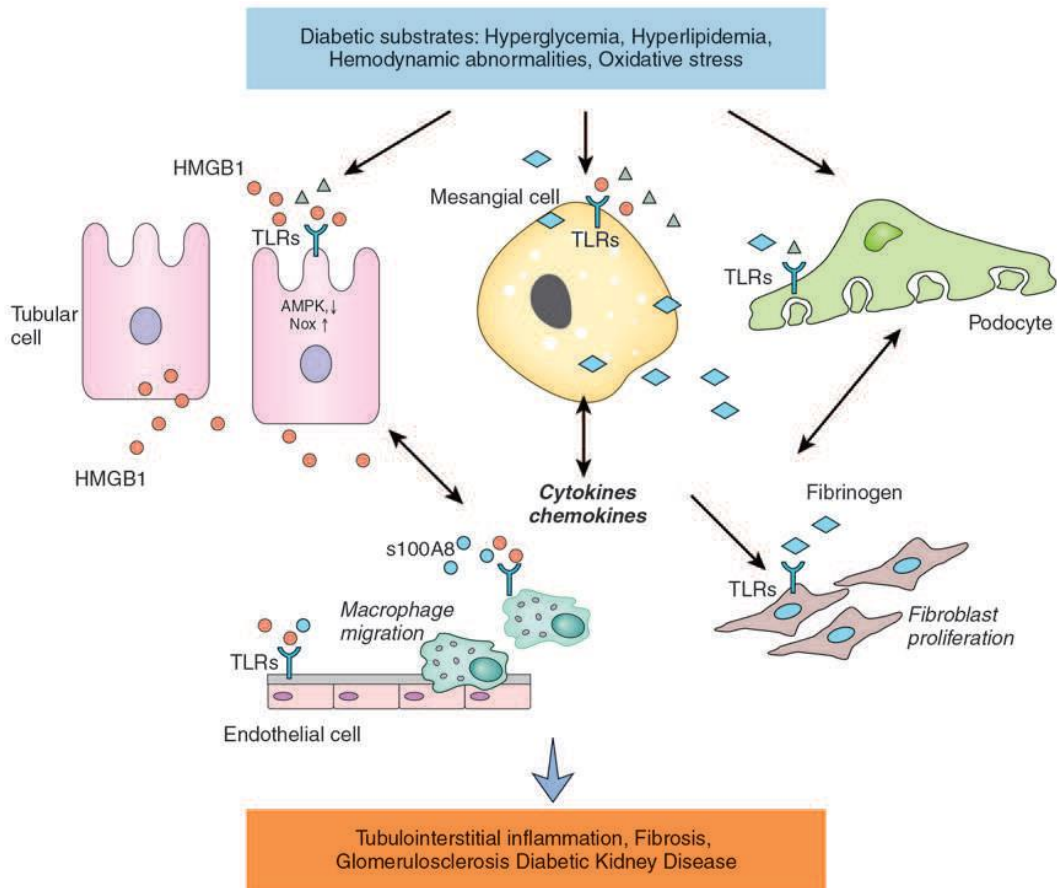 Diabetic substrates: Hyperglycemia, Hyperlipidemia,
Hemodynamic abnormalities, Oxidative stress
HMGB1
TLRs
Tubular
cell
AMPK,↓
Nox ↑
HMGB1
Mesangial cell
TLRs
TLRs
Podocyte
Cytokines
chemokines
s100A8
Macrophage
migration
TLRs
Endothelial cell
Fibrinogen
TLRs
Fibroblast
proliferation
Tubulointerstitial inflammation, Fibrosis,
Glomerulosclerosis Diabetic Kidney Disease